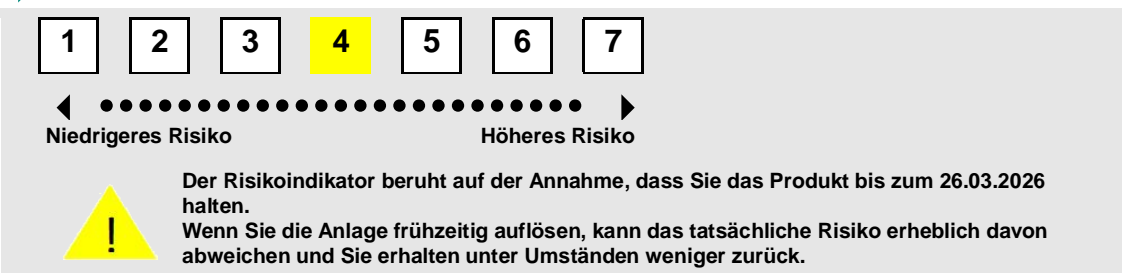 1 2 3 4 5 6 7
Niedrigeres Risiko Höheres Risiko
Der Risikoindikator beruht auf der Annahme, dass Sie das Produkt bis zum 26.03.2026
halten.
! Wenn Sie die Anlage frühzeitig auflösen, kann das tatsächliche Risiko erheblich davon
abweichen und Sie erhalten unter Umständen weniger zurück.